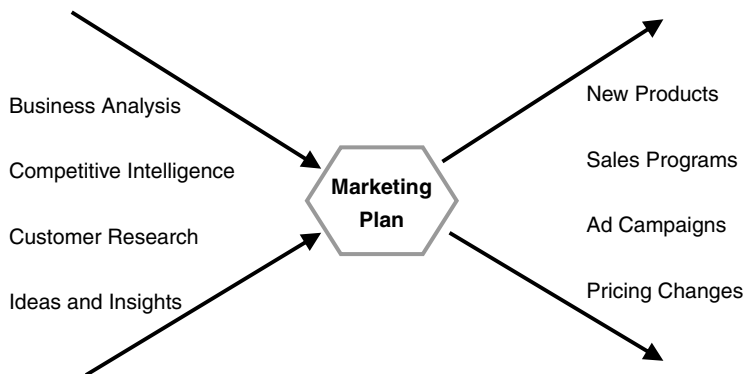 Business Analysis
Competitive Intelligence
Customer Research
Ideas and Insights
Marketing
Plan
New Products
Sales Programs
Ad Campaigns
Pricing Changes